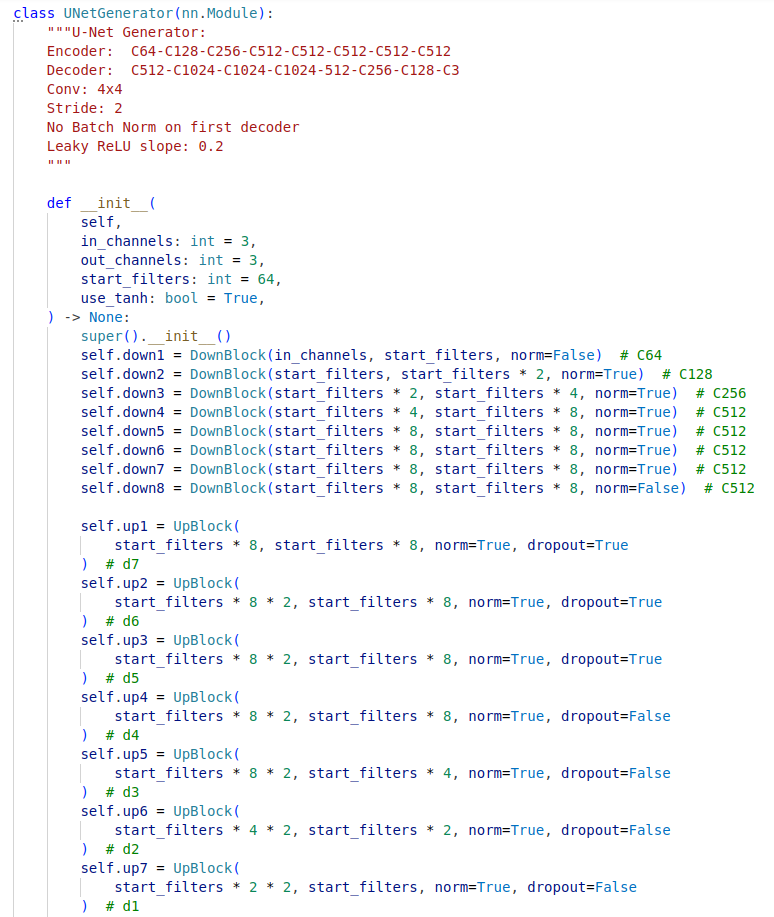 class UNetGenerator(nn.Module):
    """U-Net Generator:
    Encoder:  C64-C128-C256-C512-C512-C512-C512-C512
    Decoder:  C512-C1024-C1024-C1024-512-C256-C128-C3
    Conv: 4x4
    Stride: 2
    No Batch Norm on first decoder
    Leaky ReLU slope: 0.2
    """

    def __init__(
        self,
        in_channels: int = 3,
        out_channels: int = 3,
        start_filters: int = 64,
        use_tanh: bool = True,
    ) -> None:
        super().__init__()
        self.down1 = DownBlock(in_channels, start_filters, norm=False)  # C64
        self.down2 = DownBlock(start_filters, start_filters * 2, norm=True)  # C128
        self.down3 = DownBlock(start_filters * 2, start_filters * 4, norm=True)  # C256
        self.down4 = DownBlock(start_filters * 4, start_filters * 8, norm=True)  # C512
        self.down5 = DownBlock(start_filters * 8, start_filters * 8, norm=True)  # C512
        self.down6 = DownBlock(start_filters * 8, start_filters * 8, norm=True)  # C512
        self.down7 = DownBlock(start_filters * 8, start_filters * 8, norm=True)  # C512
        self.down8 = DownBlock(start_filters * 8, start_filters * 8, norm=False)  # C512

        self.up1 = UpBlock(
            start_filters * 8, start_filters * 8, norm=True, dropout=True
        )  # d7
        self.up2 = UpBlock(
            start_filters * 8 * 2, start_filters * 8, norm=True, dropout=True
        )  # d6
        self.up3 = UpBlock(
            start_filters * 8 * 2, start_filters * 8, norm=True, dropout=True
        )  # d5
        self.up4 = UpBlock(
            start_filters * 8 * 2, start_filters * 8, norm=True, dropout=False
        )  # d4
        self.up5 = UpBlock(
            start_filters * 8 * 2, start_filters * 4, norm=True, dropout=False
        )  # d3
        self.up6 = UpBlock(
            start_filters * 4 * 2, start_filters * 2, norm=True, dropout=False
        )  # d2
        self.up7 = UpBlock(
            start_filters * 2 * 2, start_filters, norm=True, dropout=False
        )  # d1